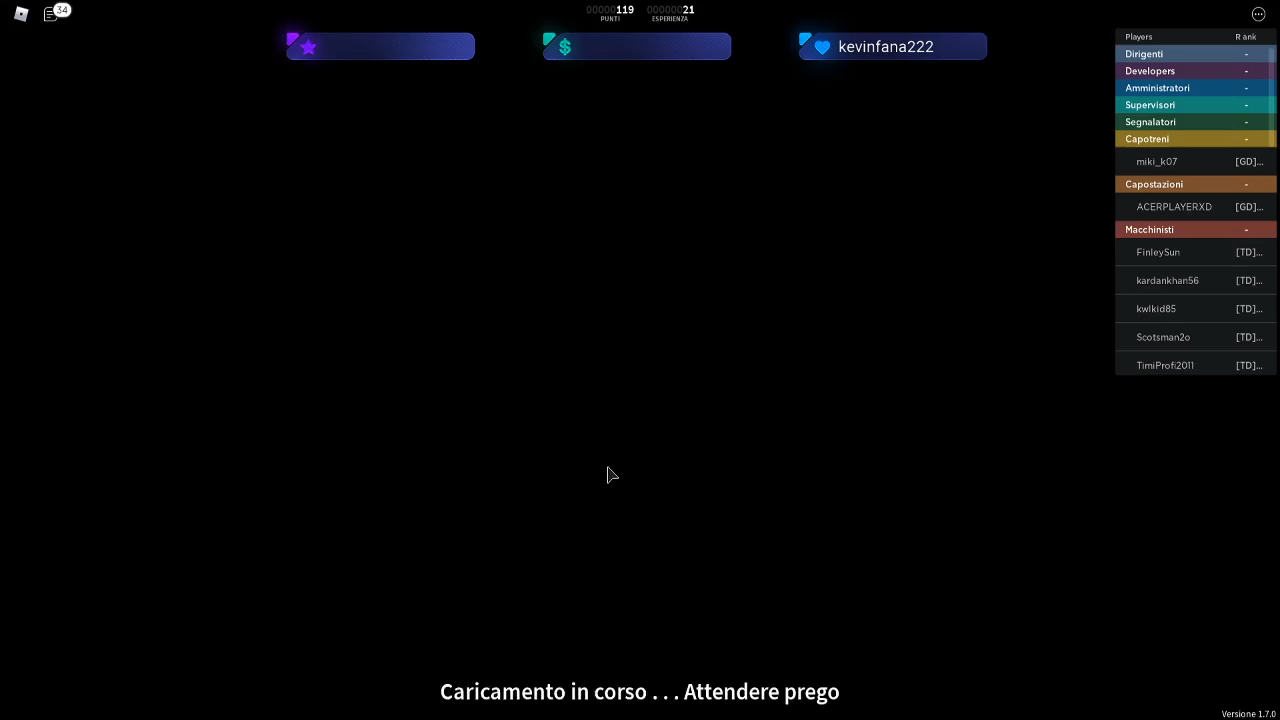 34
00000119
PUNTI
00000021
ESPERIENZA
$
kevinfana222
Players Rank
Dirigenti -
Developers -
Amministratori -
Supervisori -
Segnalatori -
Capotreni -
miki_k07 [GD]...
Capostazioni -
ACERPLAYERXD [GD]...
Macchinisti -
FinleySun [TD]...
kardankhan56 [TD]...
kwlkid85 [TD]...
Scotsman2o [TD]...
TimiProfi2011 [TD]...
Caricamento in corso . . . Attendere prego
Versione 1.7.0